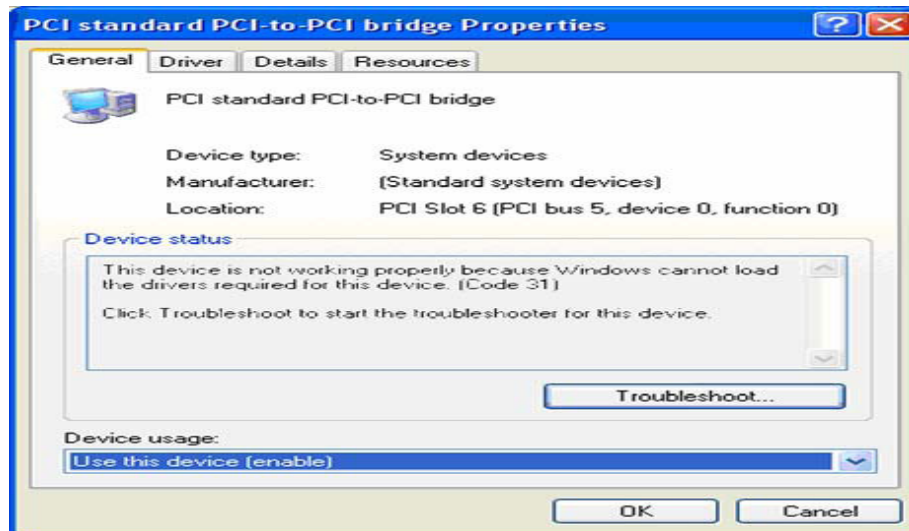 PCI standard PCI-to-PCI bridge Properties
General Driver Details Resources
PCI standard PCI-to-PCI bridge
Device type: System devices
Manufacturer: (Standard system devices)
Location: PCI Slot 6 (PCI bus 5, device 0, function 0)
Device status
This device is not working properly because Windows cannot load
the drivers required for this device. (Code 31)
Click Troubleshoot to start the troubleshooter for this device.
Troubleshoot...
Device usage:
Use this device (enable)
OK Cancel